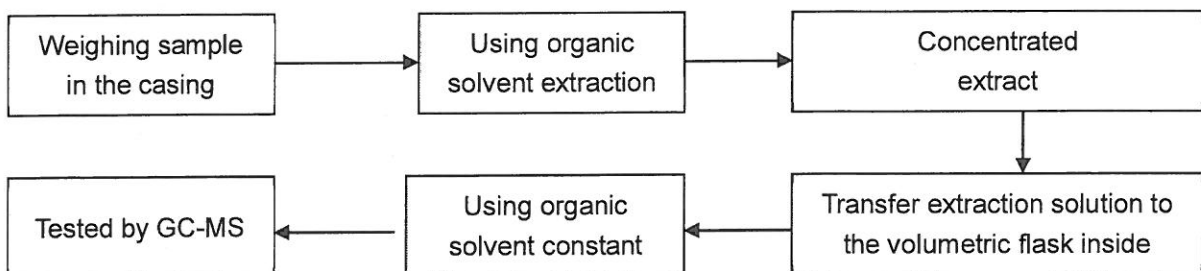 Weighing sample
in the casing
Using organic
solvent extraction
Concentrated
extract
Transfer extraction solution to
the volumetric flask inside
Using organic
solvent constant
Tested by GC-MS